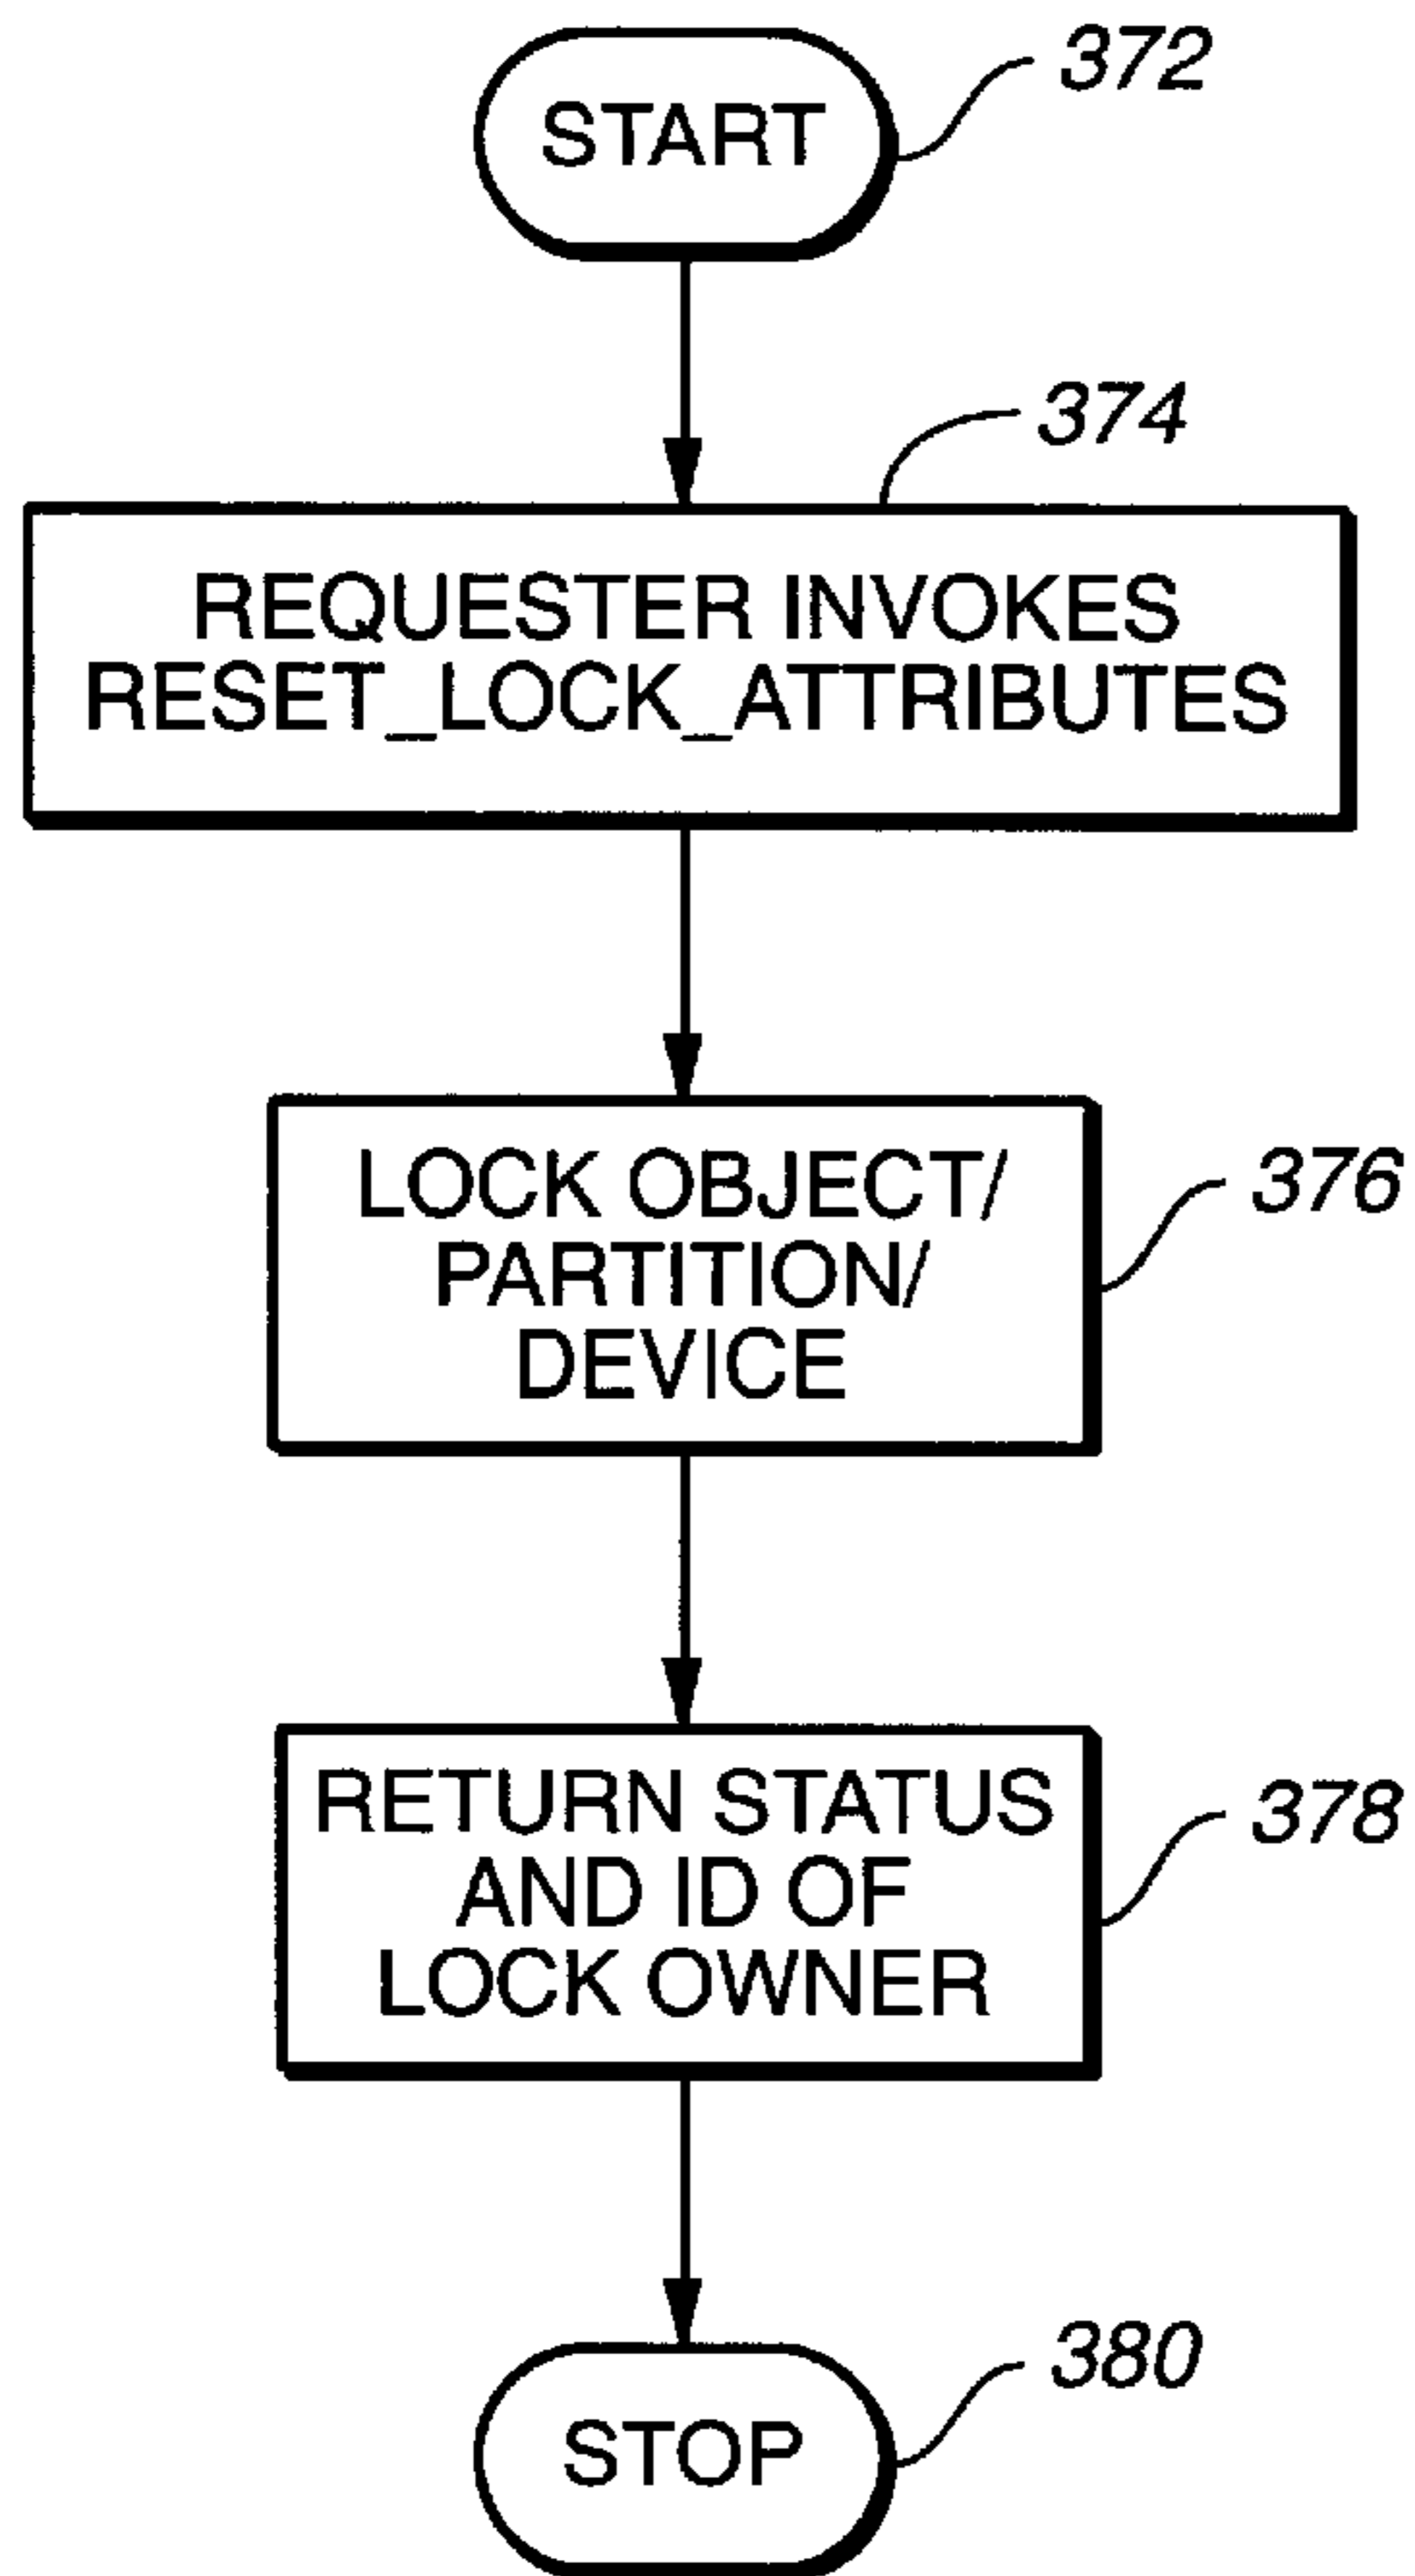 START
372
374
REQUESTER INVOKES
RESET_LOCK_ATTRIBUTES
LOCK OBJECT/
PARTITION/
DEVICE
376
RETURN STATUS
AND ID OF
LOCK OWNER
378
STOP
380